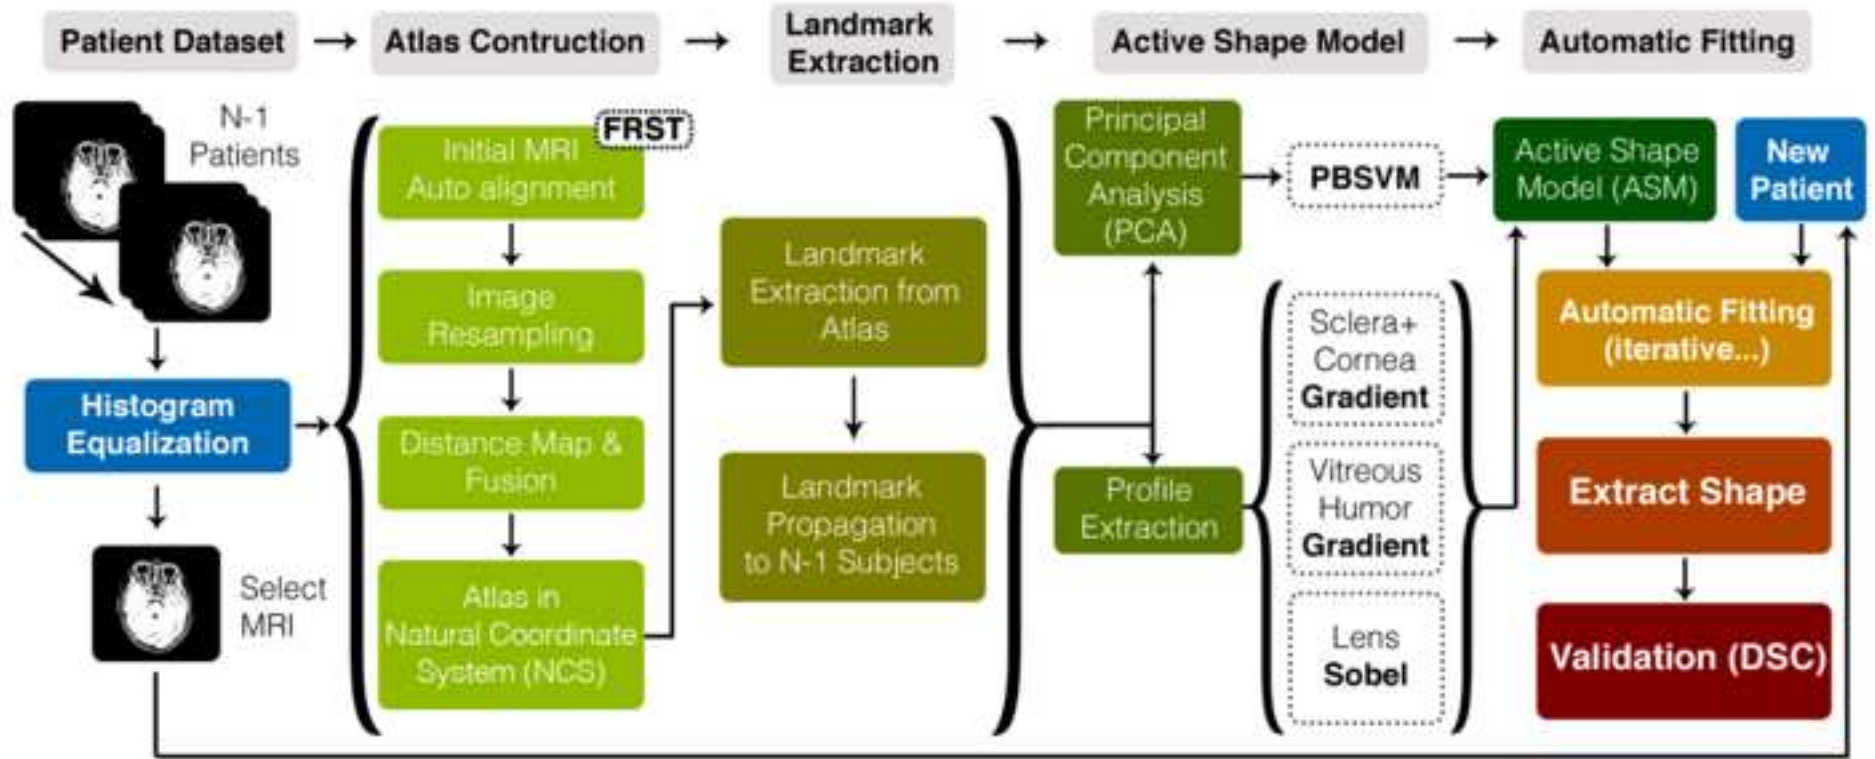 Patient Dataset
Atlas Contruction
Landmark
Extraction
Active Shape Model
Automatic Fitting
N-1
Patients
Histogram
Equalization
Select
MRI
FRST
Initial MRI
Auto alignment
Image
Resampling
Distance Map &
Fusion
Atlas in
Natural Coordinate
System (NCS)
Landmark
Extraction from
Atlas
Landmark
Propagation
to N-1 Subjects
Principal
Component
Analysis
(PCA)
PBSVM
Profile
Extraction
Sclera+
Cornea
Gradient
Vitreous
Humor
Gradient
Lens
Sobel
Active Shape
Model (ASM)
New
Patient
Automatic Fitting
(iterative...)
Extract Shape
Validation (DSC)